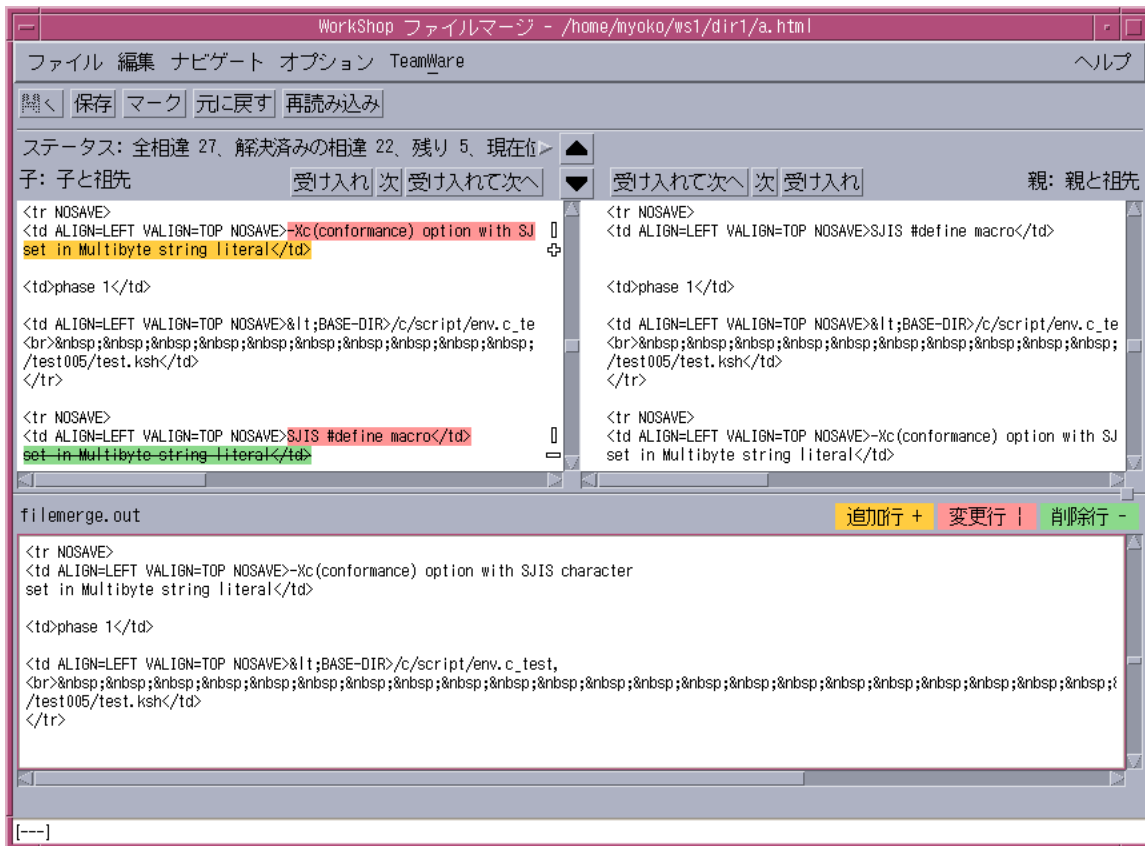 WorkShop ファイルマージ - /home/myoko/ws1/dir1/a.html
ファイル 編集 ナビゲート オプション TeamWare ヘルプ
開く 保存 マーク 元に戻す 再読み込み
ステータス: 全相違 27、解決済みの相違 22、残り 5、現在位
子: 子と祖先 受け入れ 次 受け入れて次へ 受け入れて次へ 次 受け入れ 親: 親と祖先
<tr NOSAVE>
<td ALIGN=LEFT VALIGN=TOP NOSAVE>-Xc(conformance) option with SJ
set in Multibyte string literal</td>
<td>phase 1</td>
<td ALIGN=LEFT VALIGN=TOP NOSAVE>&lt;BASE-DIR>/c/script/env.c_te
<br>&nbsp;&nbsp;&nbsp;&nbsp;&nbsp;&nbsp;&nbsp;&nbsp;&nbsp;&nbsp;
/test005/test.ksh</td>
</tr>
<tr NOSAVE>
<td ALIGN=LEFT VALIGN=TOP NOSAVE>SJIS #define macro</td>
set in Multibyte string literal</td>
<tr NOSAVE>
<td ALIGN=LEFT VALIGN=TOP NOSAVE>SJIS #define macro</td>
<td>phase 1</td>
<td ALIGN=LEFT VALIGN=TOP NOSAVE>&lt;BASE-DIR>/c/script/env.c_te
<br>&nbsp;&nbsp;&nbsp;&nbsp;&nbsp;&nbsp;&nbsp;&nbsp;&nbsp;&nbsp;
/test005/test.ksh</td>
</tr>
<tr NOSAVE>
<td ALIGN=LEFT VALIGN=TOP NOSAVE>-Xc(conformance) option with SJ
set in Multibyte string literal</td>
filemerge.out 追加行 + 変更行 | 削除行 -
<tr NOSAVE>
<td ALIGN=LEFT VALIGN=TOP NOSAVE>-Xc(conformance) option with SJIS character
set in Multibyte string literal</td>
<td>phase 1</td>
<td ALIGN=LEFT VALIGN=TOP NOSAVE>&lt;BASE-DIR>/c/script/env.c_test,
<br>&nbsp;&nbsp;&nbsp;&nbsp;&nbsp;&nbsp;&nbsp;&nbsp;&nbsp;&nbsp;&nbsp;&nbsp;&nbsp;&nbsp;&nbsp;&nbsp;&nbsp;&nbsp;&nbsp;&nbsp;&nbsp;&nbsp;
/test005/test.ksh</td>
</tr>
[---]